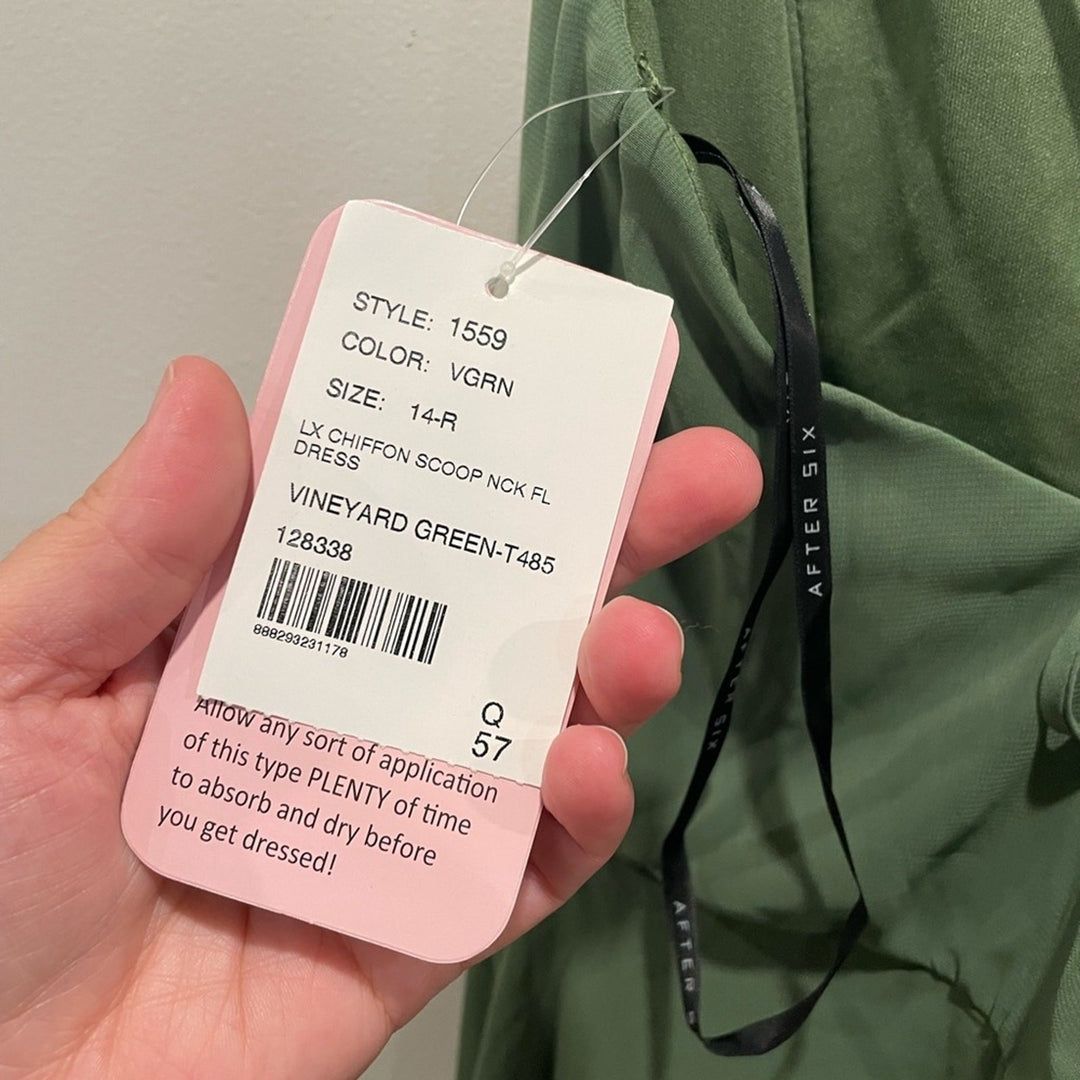 STYLE: 1559
COLOR: VGRN
SIZE: 14-R
LX CHIFFON SCOOP NCK FL
DRESS
VINEYARD GREEN-T485
128338
888293231178
Q
57
Allow any sort of application
of this type PLENTY of time
to absorb and dry before
you get dressed!
AFTER SIX
AFTER SIX
AFTER